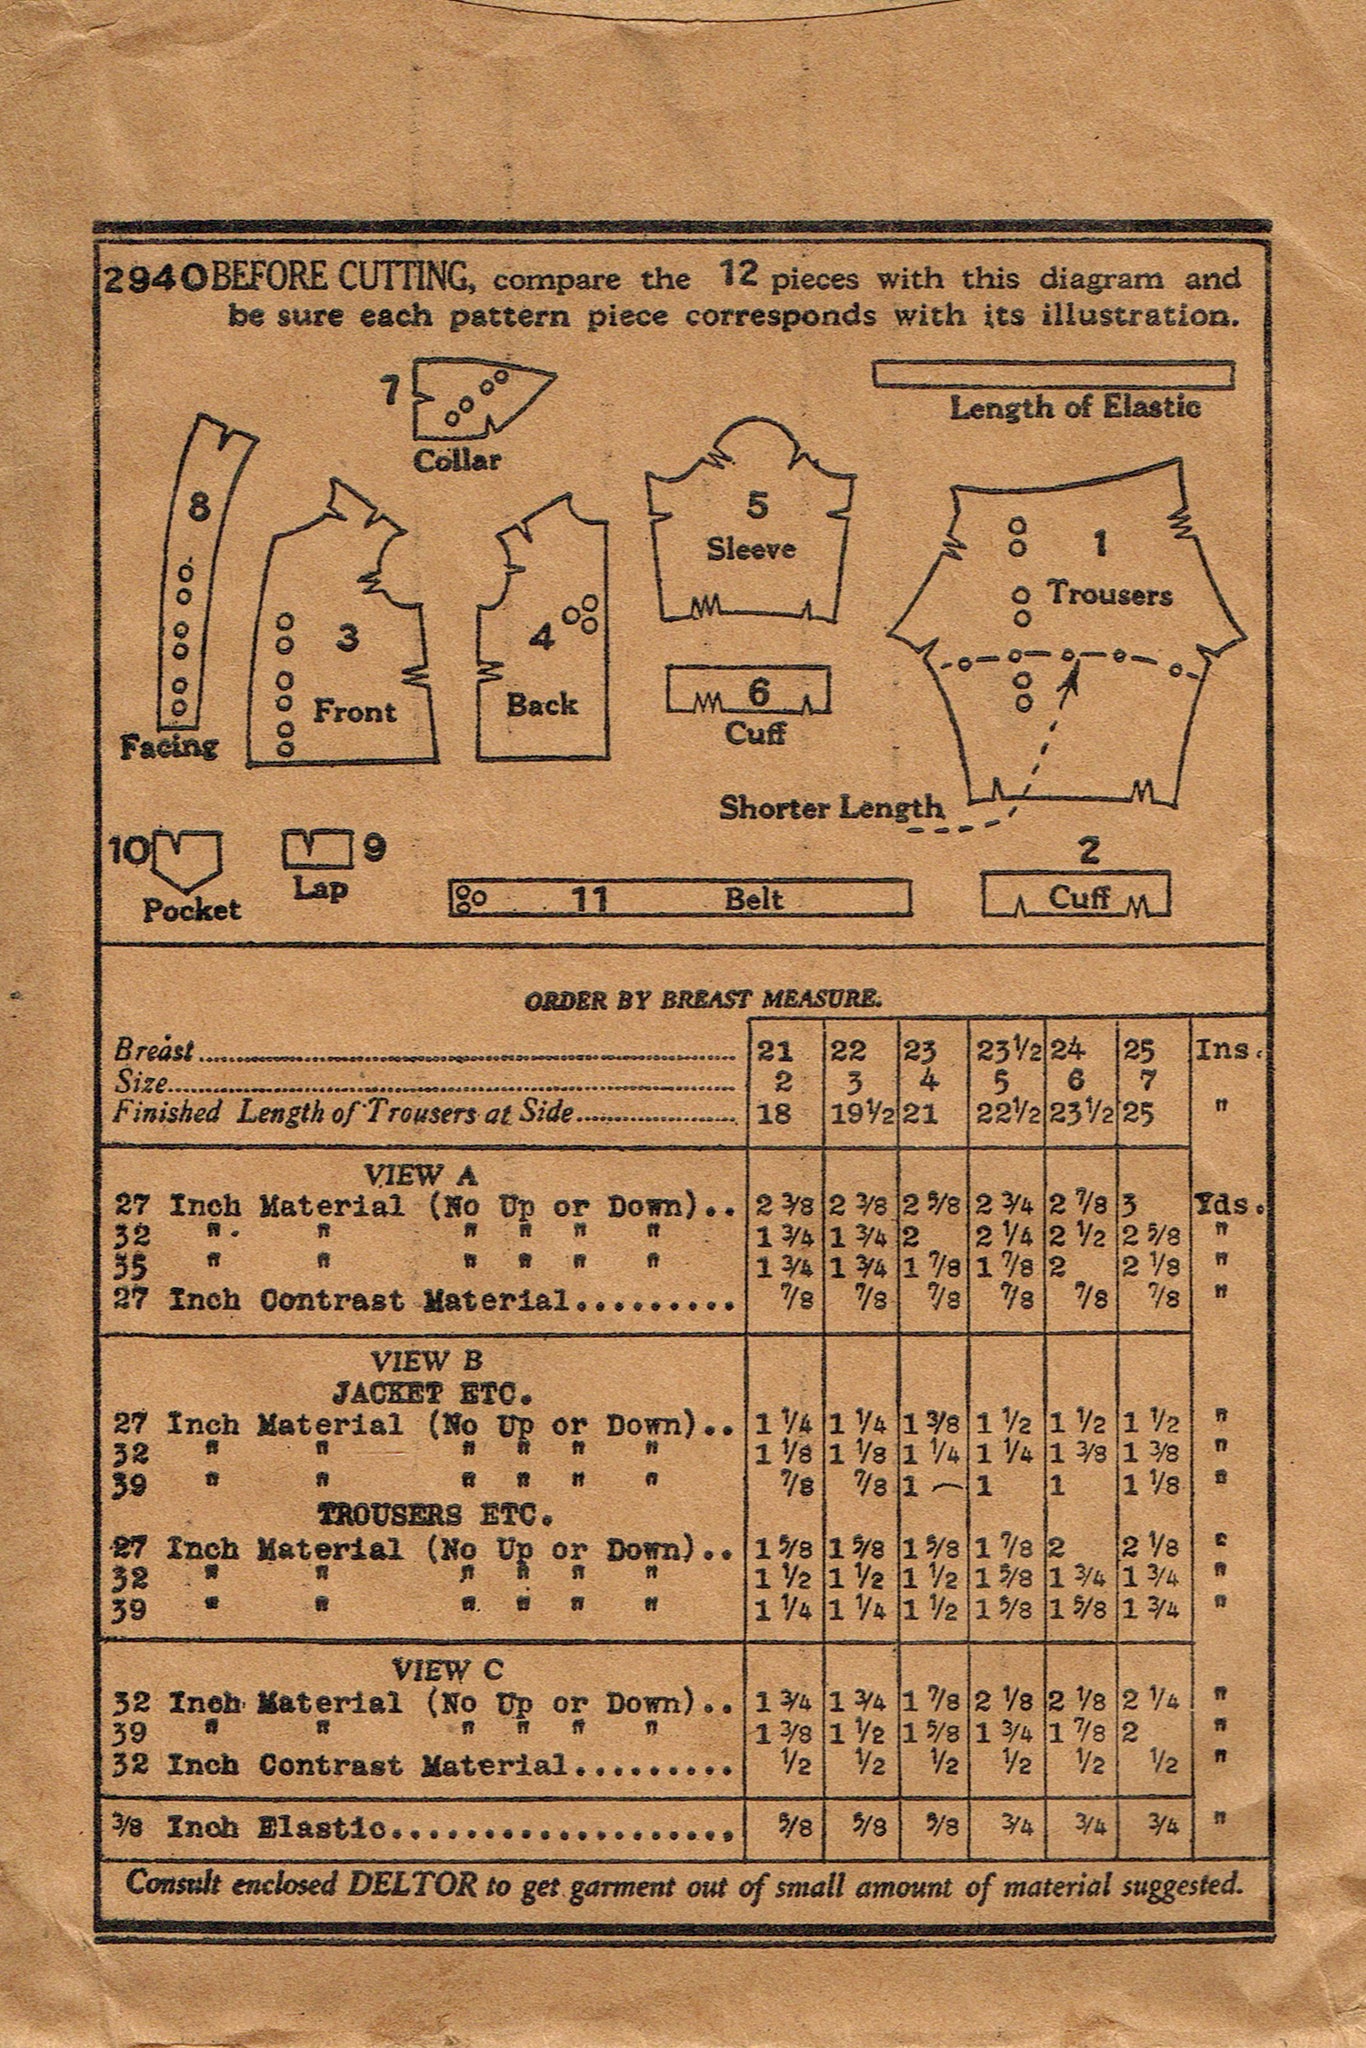 2940 BEFORE CUTTING, compare the 12 pieces with this diagram and
be sure each pattern piece corresponds with its illustration.
7
Collar
Length of Elastic
8
Facing
3
Front
4
Back
5
Sleeve
6
Cuff
1
Trousers
Shorter Length
10
Pocket
9
Lap
11 Belt
2
Cuff
ORDER BY BREAST MEASURE.
Breast 21 22 23 23½ 24 25 Ins.
Size 2 3 4 5 6 7
Finished Length of Trousers at Side 18 19½ 21 22½ 23½ 25 "
VIEW A
27 Inch Material (No Up or Down).. 2 3/8 2 3/8 2 5/8 2 3/4 2 7/8 3 Yds.
32 " " " " " " 1 3/4 1 3/4 2 2 1/4 2 1/2 2 5/8 "
35 " " " " " " 1 3/4 1 3/4 1 7/8 1 7/8 2 2 1/8 "
27 Inch Contrast Material......... 7/8 7/8 7/8 7/8 7/8 7/8 "
VIEW B
JACKET ETC.
27 Inch Material (No Up or Down).. 1 1/4 1 1/4 1 3/8 1 1/2 1 1/2 1 1/2 "
32 " " " " " " 1 1/8 1 1/8 1 1/4 1 1/4 1 3/8 1 3/8 "
39 " " " " " " 7/8 7/8 1 1 1 1 1/8 "
TROUSERS ETC.
27 Inch Material (No Up or Down).. 1 5/8 1 5/8 1 5/8 1 7/8 2 2 1/8 "
32 " " " " " " 1 1/2 1 1/2 1 1/2 1 5/8 1 3/4 1 3/4 "
39 " " " " " " 1 1/4 1 1/4 1 1/2 1 5/8 1 5/8 1 3/4 "
VIEW C
32 Inch Material (No Up or Down).. 1 3/4 1 3/4 1 7/8 2 1/8 2 1/8 2 1/4 "
39 " " " " " " 1 3/8 1 1/2 1 5/8 1 3/4 1 7/8 2 "
32 Inch Contrast Material......... 1/2 1/2 1/2 1/2 1/2 1/2 "
3/8 Inch Elastic................... 5/8 5/8 5/8 3/4 3/4 3/4 "
Consult enclosed DELTOR to get garment out of small amount of material suggested.